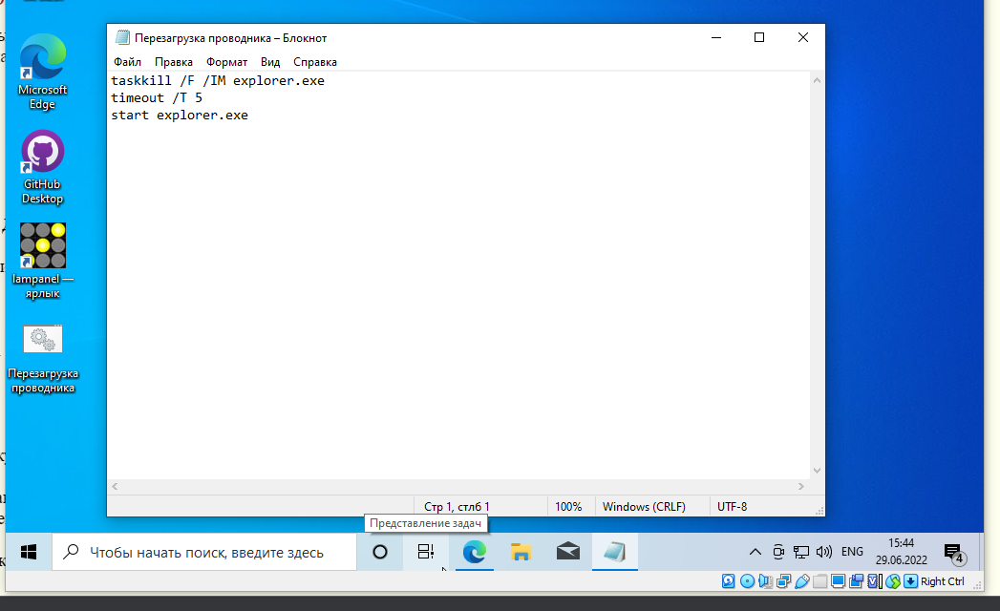 Перезагрузка проводника – Блокнот
Файл Правка Формат Вид Справка
taskkill /F /IM explorer.exe
timeout /T 5
start explorer.exe
Microsoft
Edge
GitHub
Desktop
lampanel —
ярлык
Перезагрузка
проводника
Стр 1, стлб 1 100% Windows (CRLF) UTF-8
Представление задач
Чтобы начать поиск, введите здесь
ENG
15:44
29.06.2022
4
Right Ctrl